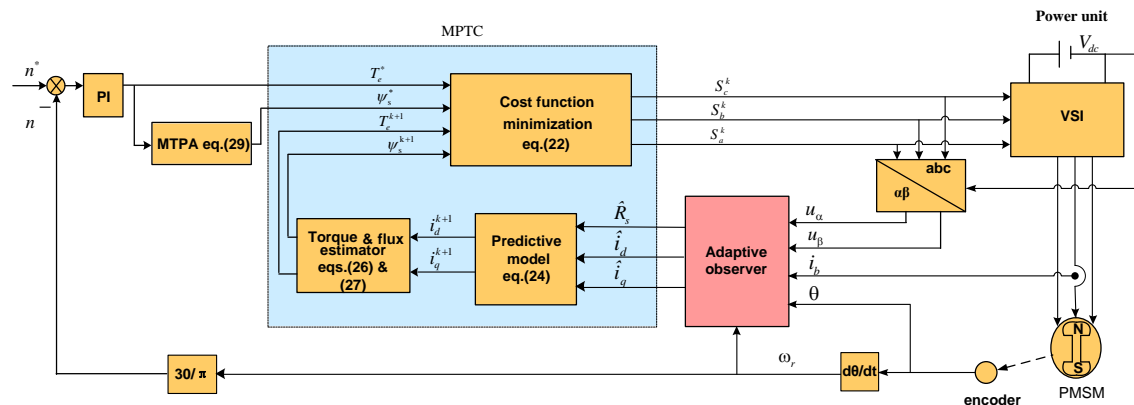 Power unit
MPTC
V_{dc}
n^*
T_e^*
S_c^k
PI
ψ_s^*
Cost function
minimization
eq.(22)
S_b^k
VSI
n
T_e^{k+1}
MTPA eq.(29)
ψ_s^{k+1}
S_a^k
abc
αβ
R̂_s
u_α
i_d^{k+1}
Torque & flux
estimator
eqs.(26) &
(27)
Predictive
model
eq.(24)
î_d
Adaptive
observer
u_β
i_q^{k+1}
î_q
i_b
θ
N
S
ω_r
30/ π
dθ/dt
encoder
PMSM